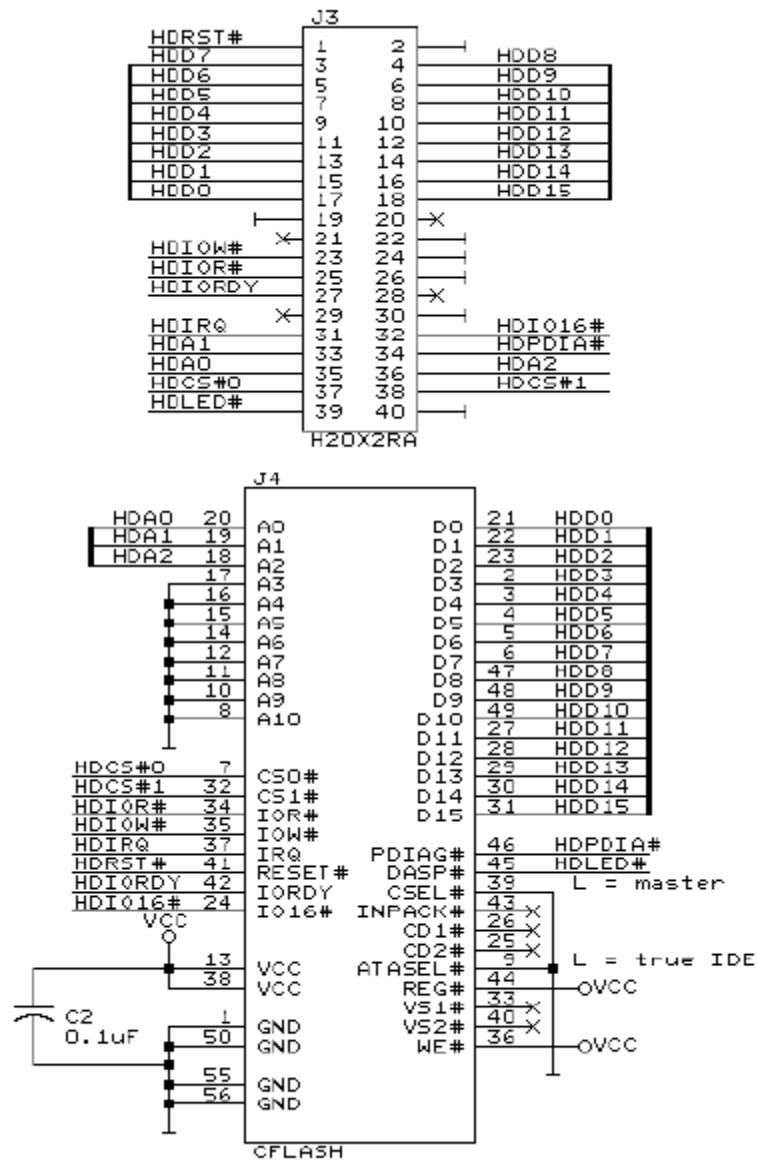 J3
HDRST# 1 2
HDD7 3 4 HDD8
HDD6 5 6 HDD9
HDD5 7 8 HDD10
HDD4 9 10 HDD11
HDD3 11 12 HDD12
HDD2 13 14 HDD13
HDD1 15 16 HDD14
HDD0 17 18 HDD15
19 20
21 22
HDIOW# 23 24
HDIOR# 25 26
HDIORDY 27 28
29 30
HDIRQ 31 32 HDIO16#
HDA1 33 34 HDPDIA#
HDA0 35 36 HDA2
HDCS#0 37 38 HDCS#1
HDLED# 39 40
H20X2RA
J4
HDA0 20 A0 D0 21 HDD0
HDA1 19 A1 D1 22 HDD1
HDA2 18 A2 D2 23 HDD2
17 A3 D3 2 HDD3
16 A4 D4 3 HDD4
15 A5 D5 4 HDD5
14 A6 D6 5 HDD6
12 A7 D7 6 HDD7
11 A8 D8 47 HDD8
10 A9 D9 48 HDD9
8 A10 D10 49 HDD10
D11 27 HDD11
D12 28 HDD12
D13 29 HDD13
D14 30 HDD14
D15 31 HDD15
HDCS#0 7 CS0#
HDCS#1 32 CS1#
HDIOR# 34 IOR#
HDIOW# 35 IOW#
HDIRQ 37 IRQ PDIAG# 46 HDPDIA#
HDRST# 41 RESET# DASP# 45 HDLED#
HDIORDY 42 IORDY CSEL# 39 L = master
HDIO16# 24 IO16# INPACK# 43
VCC CD1# 26
CD2# 25
13 VCC ATASEL# 9 L = true IDE
38 VCC REG# 44 VCC
VS1# 33
1 GND VS2# 40
50 GND WE# 36 VCC
C2
0.1uF
55 GND
56 GND
CFLASH